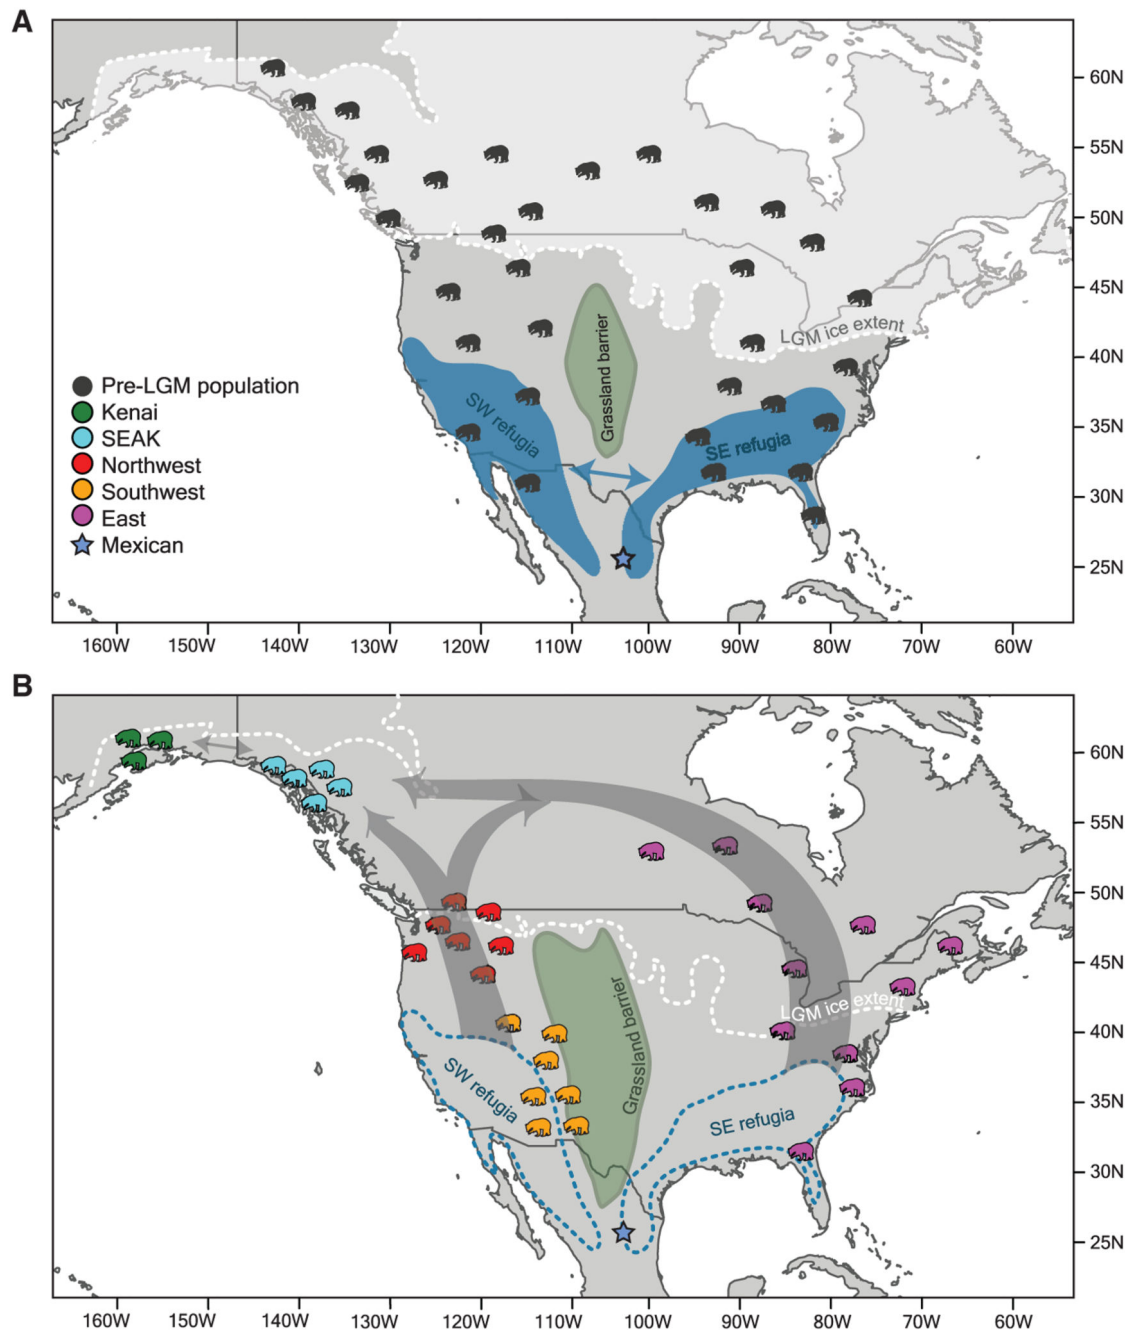 A
60N
55N
50N
45N
LGM ice extent
Grassland barrier
40N
Pre-LGM population
Kenai
SEAK
Northwest
Southwest
East
Mexican
SW refugia
SE refugia
35N
30N
25N
160W 150W 140W 130W 120W 110W 100W 90W 80W 70W 60W
B
60N
55N
50N
45N
LGM ice extent
Grassland barrier
40N
SW refugia
SE refugia
35N
30N
25N
160W 150W 140W 130W 120W 110W 100W 90W 80W 70W 60W